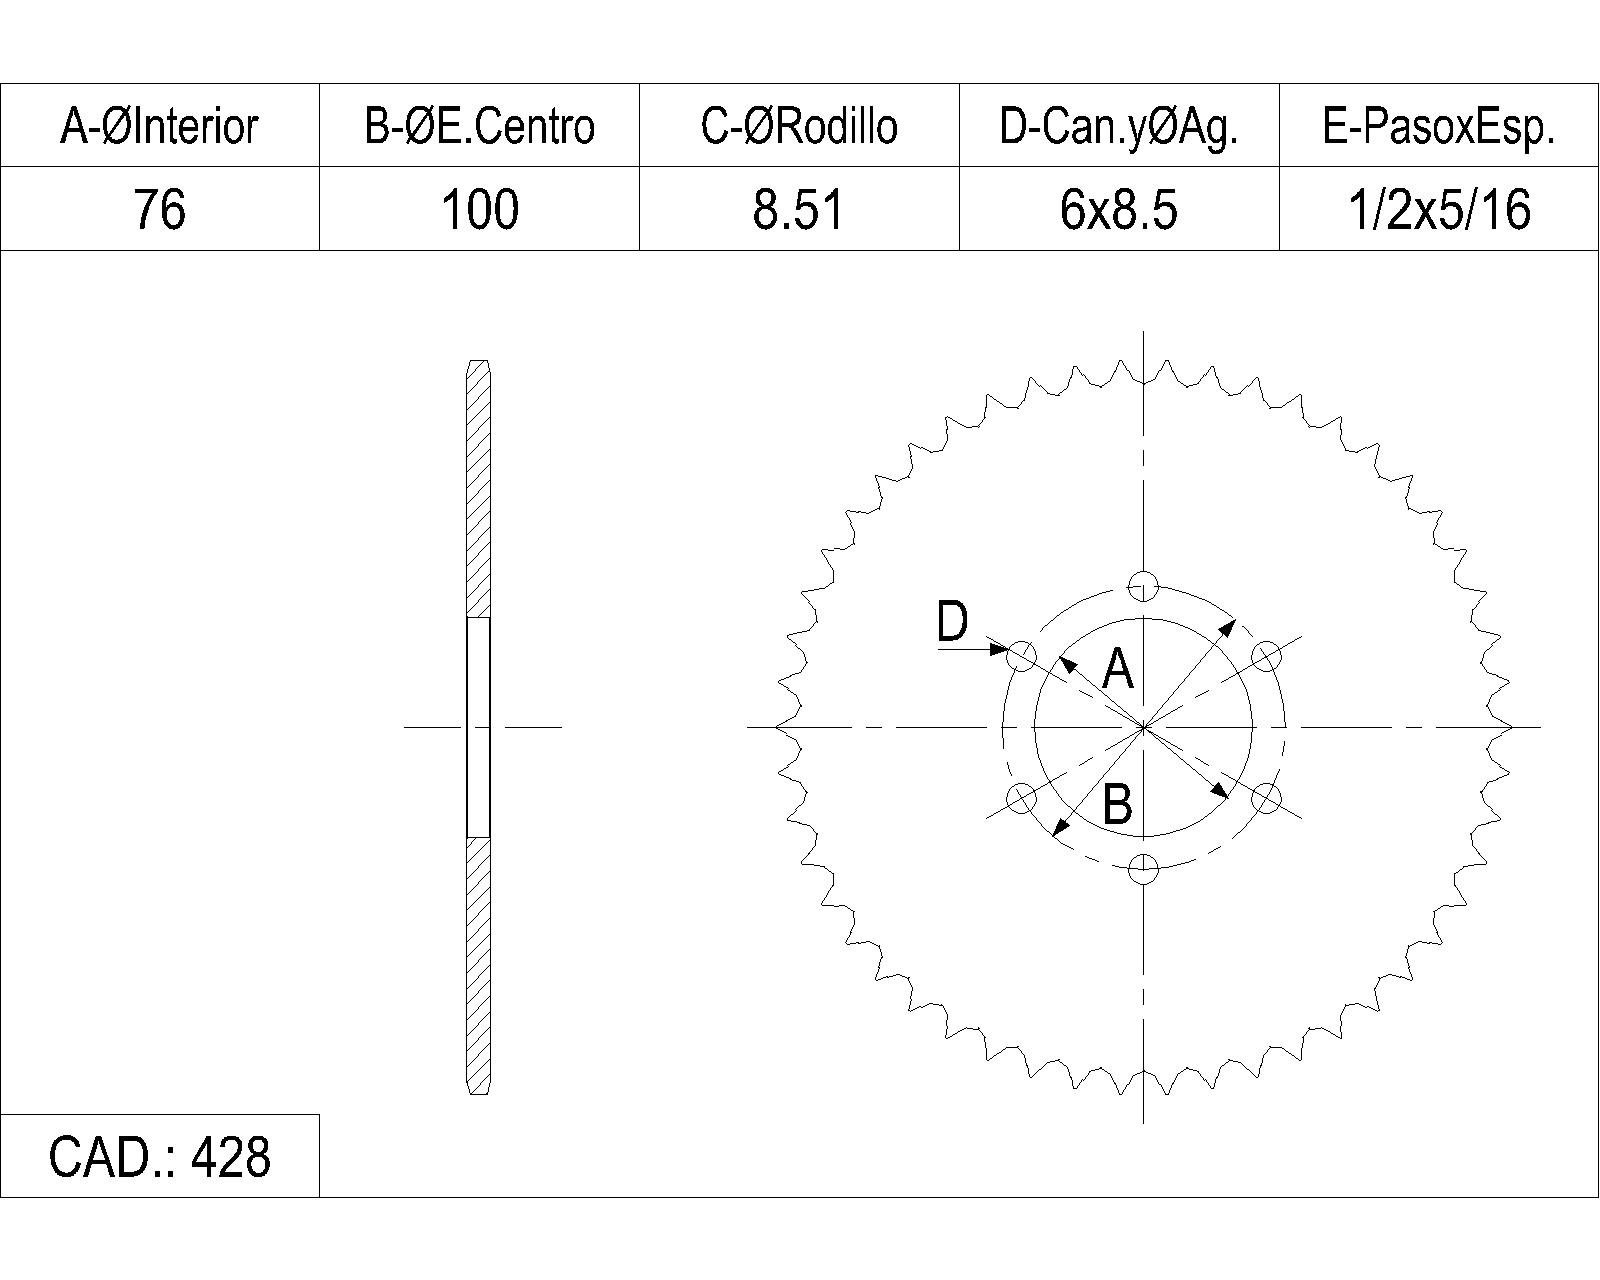 A-ØInterior B-ØE.Centro C-ØRodillo D-Can.yØAg. E-PasoxEsp.
76 100 8.51 6x8.5 1/2x5/16
D
A
B
CAD.: 428